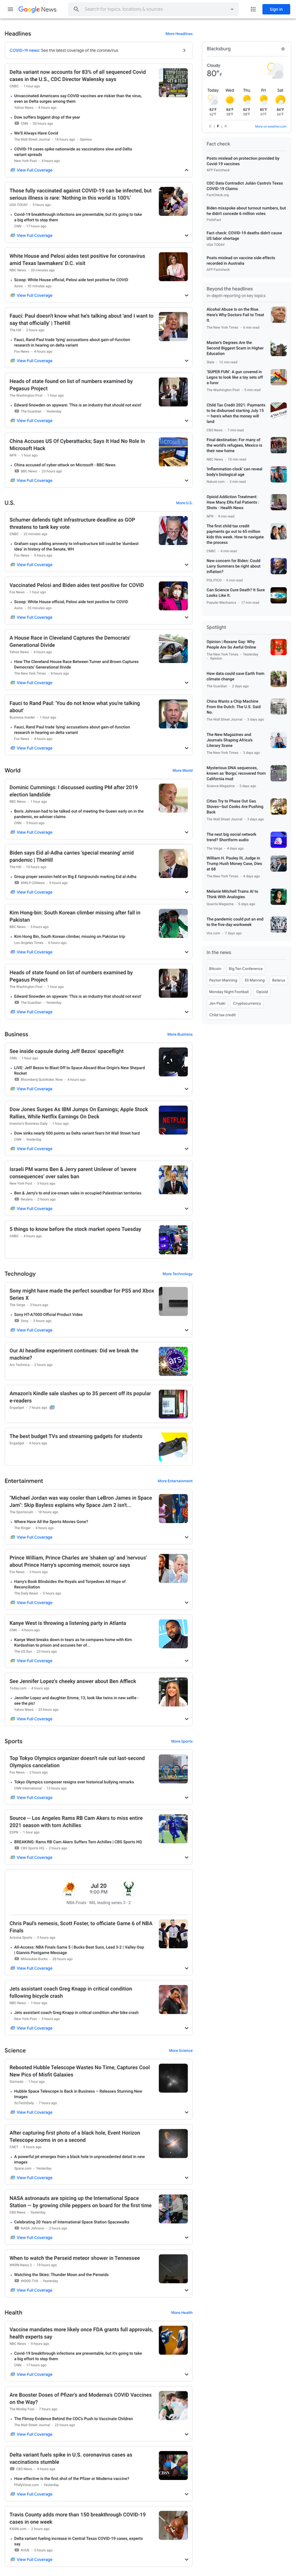 Google News
Search for topics, locations & sources
Sign in
Headlines
More Headlines
COVID-19 news: See the latest coverage of the coronavirus
Delta variant now accounts for 83% of all sequenced Covid
cases in the U.S., CDC Director Walensky says
CNBC · 1 hour ago
Unvaccinated Americans say COVID vaccines are riskier than the virus,
even as Delta surges among them
Yahoo News · 8 hours ago
Dow suffers biggest drop of the year
CNN · 20 hours ago
We'll Always Have Covid
The Wall Street Journal · 18 hours ago · Opinion
COVID-19 cases spike nationwide as vaccinations slow and Delta
variant spreads
New York Post · 8 hours ago
View Full Coverage
Those fully vaccinated against COVID-19 can be infected, but
serious illness is rare: 'Nothing in this world is 100%'
USA TODAY · 5 hours ago
Covid-19 breakthrough infections are preventable, but it's going to take
a big effort to stop them
CNN · 17 hours ago
View Full Coverage
White House and Pelosi aides test positive for coronavirus
amid Texas lawmakers' D.C. visit
NBC News · 28 minutes ago
Scoop: White House official, Pelosi aide test positive for COVID
Axios · 55 minutes ago
View Full Coverage
Fauci: Paul doesn't know what he's talking about 'and I want to
say that officially' | TheHill
The Hill · 2 hours ago
Fauci, Rand Paul trade 'lying' accusations about gain-of-function
research in hearing on delta variant
Fox News · 4 hours ago
View Full Coverage
Heads of state found on list of numbers examined by
Pegasus Project
The Washington Post · 1 hour ago
Edward Snowden on spyware: 'This is an industry that should not exist'
The Guardian · Yesterday
View Full Coverage
China Accuses US Of Cyberattacks; Says It Had No Role In
Microsoft Hack
NPR · 1 hour ago
China accused of cyber-attack on Microsoft - BBC News
BBC News · 23 hours ago
View Full Coverage
U.S.
More U.S.
Schumer defends tight infrastructure deadline as GOP
threatens to tank key vote
CNBC · 32 minutes ago
Graham says adding amnesty to infrastructure bill could be 'dumbest
idea' in history of the Senate, WH
Fox News · 5 hours ago
View Full Coverage
Vaccinated Pelosi and Biden aides test positive for COVID
Fox News · 1 hour ago
Scoop: White House official, Pelosi aide test positive for COVID
Axios · 55 minutes ago
View Full Coverage
A House Race in Cleveland Captures the Democrats'
Generational Divide
Yahoo News · 4 hours ago
How The Cleveland House Race Between Turner and Brown Captures
Democrats' Generational Divide
The New York Times · 9 hours ago
View Full Coverage
Fauci to Rand Paul: 'You do not know what you're talking
about'
Business Insider · 1 hour ago
Fauci, Rand Paul trade 'lying' accusations about gain-of-function
research in hearing on delta variant
Fox News · 4 hours ago
View Full Coverage
World
More World
Dominic Cummings: I discussed ousting PM after 2019
election landslide
BBC News · 1 hour ago
Boris Johnson had to be talked out of meeting the Queen early on in the
pandemic, ex-adviser claims
CNN · 5 hours ago
View Full Coverage
Biden says Eid al-Adha carries 'special meaning' amid
pandemic | TheHill
The Hill · 10 hours ago
Group prayer session held on Big E fairgrounds marking Eid al-Adha
WWLP-22News · 6 hours ago
View Full Coverage
Kim Hong-bin: South Korean climber missing after fall in
Pakistan
BBC News · 5 hours ago
Kim Hong Bin, South Korean climber, missing on Pakistan trip
Los Angeles Times · 6 hours ago
View Full Coverage
Heads of state found on list of numbers examined by
Pegasus Project
The Washington Post · 1 hour ago
Edward Snowden on spyware: 'This is an industry that should not exist'
The Guardian · Yesterday
View Full Coverage
Business
More Business
See inside capsule during Jeff Bezos' spaceflight
CNN · 1 hour ago
LIVE: Jeff Bezos to Blast Off to Space Aboard Blue Origin's New Shepard
Rocket
Bloomberg Quicktake: Now · 4 hours ago
View Full Coverage
Dow Jones Surges As IBM Jumps On Earnings; Apple Stock
Rallies, While Netflix Earnings On Deck
Investor's Business Daily · 1 hour ago
Dow sinks nearly 900 points as Delta variant fears hit Wall Street hard
CNN · Yesterday
View Full Coverage
Israeli PM warns Ben & Jerry parent Unilever of 'severe
consequences' over sales ban
New York Post · 3 hours ago
Ben & Jerry's to end ice cream sales in occupied Palestinian territories
Reuters · 2 hours ago
View Full Coverage
5 things to know before the stock market opens Tuesday
CNBC · 4 hours ago
Technology
More Technology
Sony might have made the perfect soundbar for PS5 and Xbox
Series X
The Verge · 3 hours ago
Sony HT-A7000 Official Product Video
Sony · 5 hours ago
View Full Coverage
Our AI headline experiment continues: Did we break the
machine?
Ars Technica · 3 hours ago
Amazon's Kindle sale slashes up to 35 percent off its popular
e-readers
Engadget · 7 hours ago
The best budget TVs and streaming gadgets for students
Engadget · 6 hours ago
Entertainment
More Entertainment
"Michael Jordan was way cooler than LeBron James in Space
Jam": Skip Bayless explains why Space Jam 2 isn't...
The Sportsrush · 10 hours ago
Where Have All the Sports Movies Gone?
The Ringer · 4 hours ago
View Full Coverage
Prince William, Prince Charles are 'shaken up' and 'nervous'
about Prince Harry's upcoming memoir, source says
Fox News · 2 hours ago
Harry's Book Blindsides the Royals and Torpedoes All Hope of
Reconciliation
The Daily Beast · 5 hours ago
View Full Coverage
Kanye West is throwing a listening party in Atlanta
CNN · 4 hours ago
Kanye West breaks down in tears as he compares home with Kim
Kardashian to prison and accuses her of...
The US Sun · 23 hours ago
View Full Coverage
See Jennifer Lopez's cheeky answer about Ben Affleck
Today.com · 4 hours ago
Jennifer Lopez and daughter Emme, 13, look like twins in new selfie -
see the pic!
Yahoo News · 23 hours ago
View Full Coverage
Sports
More Sports
Top Tokyo Olympics organizer doesn't rule out last-second
Olympics cancelation
Fox News · 2 hours ago
Tokyo Olympics composer resigns over historical bullying remarks
CNN International · 12 hours ago
View Full Coverage
Source -- Los Angeles Rams RB Cam Akers to miss entire
2021 season with torn Achilles
ESPN · 1 hour ago
BREAKING: Rams RB Cam Akers Suffers Torn Achilles | CBS Sports HQ
CBS Sports HQ · 2 hours ago
View Full Coverage
PHX
Jul 20
9:00 PM
MIL
NBA Finals · MIL leading series 3 - 2
Chris Paul's nemesis, Scott Foster, to officiate Game 6 of NBA
Finals
Arizona Sports · 3 hours ago
All-Access: NBA Finals Game 5 | Bucks Beat Suns, Lead 3-2 | Valley Oop
| Giannis Postgame Message
Milwaukee Bucks · 20 hours ago
View Full Coverage
Jets assistant coach Greg Knapp in critical condition
following bicycle crash
NBC News · 1 hour ago
Jets assistant coach Greg Knapp in critical condition after bike crash
New York Post · 3 hours ago
View Full Coverage
Science
More Science
Rebooted Hubble Telescope Wastes No Time, Captures Cool
New Pics of Misfit Galaxies
Gizmodo · 1 hour ago
Hubble Space Telescope Is Back in Business – Releases Stunning New
Images
SciTechDaily · 7 hours ago
View Full Coverage
After capturing first photo of a black hole, Event Horizon
Telescope zooms in on a second
CNET · 5 hours ago
A powerful jet emerges from a black hole in unprecedented detail in new
images
Space.com · Yesterday
View Full Coverage
NASA astronauts are spicing up the International Space
Station — by growing chile peppers on board for the first time
CBS News · Yesterday
Celebrating 20 Years of International Space Station Spacewalks
NASA Johnson · 2 hours ago
View Full Coverage
When to watch the Perseid meteor shower in Tennessee
WKRN News 2 · 19 hours ago
Watching the Skies: Thunder Moon and the Perseids
WOOD TV8 · Yesterday
View Full Coverage
Health
More Health
Vaccine mandates more likely once FDA grants full approvals,
health experts say
NBC News · 9 hours ago
Covid-19 breakthrough infections are preventable, but it's going to take
a big effort to stop them
CNN · 17 hours ago
View Full Coverage
Are Booster Doses of Pfizer's and Moderna's COVID Vaccines
on the Way?
The Motley Fool · 7 hours ago
The Flimsy Evidence Behind the CDC's Push to Vaccinate Children
The Wall Street Journal · 23 hours ago
View Full Coverage
Delta variant fuels spike in U.S. coronavirus cases as
vaccinations stumble
CBS News · 4 hours ago
How effective is the first shot of the Pfizer or Moderna vaccine?
PhillyVoice.com · Yesterday
View Full Coverage
Travis County adds more than 150 breakthrough COVID-19
cases in one week
KXAN.com · 2 hours ago
Delta variant fueling increase in Central Texas COVID-19 cases, experts
say
KVUE · 3 hours ago
View Full Coverage
Blacksburg
Cloudy
80°F
Today
Wed
Thu
Fri
Sat
More on weather.com
Fact check
Posts mislead on protection provided by
Covid-19 vaccines
AFP Factcheck
CDC Data Contradict Julián Castro's Texas
COVID-19 Claims
FactCheck.org
Biden misspoke about turnout numbers, but
he didn't concede 6 million votes
PolitiFact
Fact check: COVID-19 deaths didn't cause
US labor shortage
USA TODAY
Posts mislead on vaccine side effects
recorded in Australia
AFP Factcheck
Beyond the headlines
In-depth reporting on key topics
Alcohol Abuse Is on the Rise.
Here's Why Doctors Fail to Treat
It.
The New York Times · 6 min read
Master's Degrees Are the
Second Biggest Scam in Higher
Education
Slate · 13 min read
'SUPER FUN': A gun covered in
Legos to look like a toy sets off
a furor
The Washington Post · 5 min read
Child Tax Credit 2021: Payments
to be disbursed starting July 15
– here's when the money will
land
CBS News · 7 min read
Final destination: For many of
the world's refugees, Mexico is
their new home
NBC News · 10 min read
'Inflammation clock' can reveal
body's biological age
Nature.com · 3 min read
Opioid Addiction Treatment:
How Many ERs Fail Patients :
Shots - Health News
NPR · 9 min read
The first child tax credit
payments go out to 65 million
kids this week. How to navigate
the process
CNBC · 4 min read
New concern for Biden: Could
Larry Summers be right about
inflation?
POLITICO · 6 min read
Can Science Cure Death? It Sure
Looks Like It.
Popular Mechanics · 17 min read
Spotlight
Opinion | Roxane Gay: Why
People Are So Awful Online
The New York Times · Yesterday
· Opinion
How data could save Earth from
climate change
The Guardian · 2 days ago
China Wants a Chip Machine
From the Dutch. The U.S. Said
No.
The Wall Street Journal · 3 days ago
The New Magazines and
Journals Shaping Africa's
Literary Scene
The New York Times · 3 days ago
Mysterious DNA sequences,
known as 'Borgs,' recovered from
California mud
Science Magazine · 5 days ago
Cities Try to Phase Out Gas
Stoves—but Cooks Are Pushing
Back
The Wall Street Journal · 5 days ago
The next big social network
trend? Shortform audio
The Verge · 4 days ago
William H. Pauley III, Judge in
Trump Hush Money Case, Dies
at 68
The New York Times · 4 days ago
Melanie Mitchell Trains AI to
Think With Analogies
Quanta Magazine · 6 days ago
The pandemic could put an end
to the five-day workweek
Vox.com · 7 days ago
In the news
Bitcoin
Big Ten Conference
Peyton Manning
Eli Manning
Belarus
Monday Night Football
Opioid
Jen Psaki
Cryptocurrency
Child tax credit